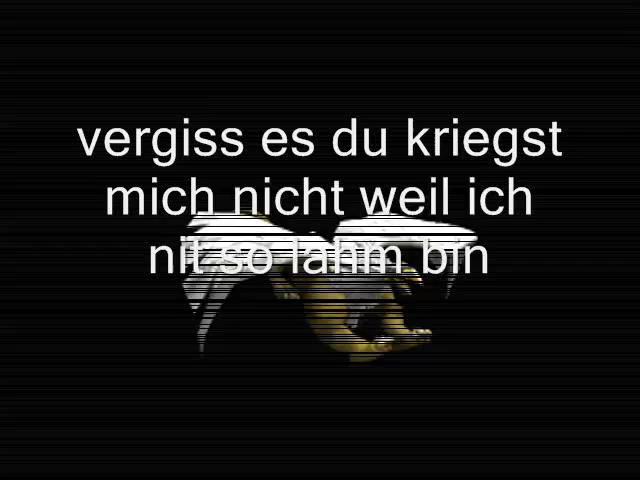 vergiss es du kriegst
mich nicht weil ich
nit so lahm bin